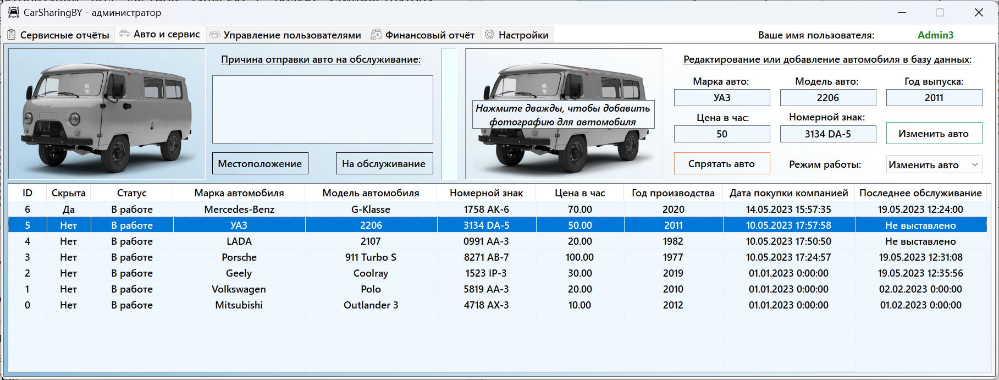 CarSharingBY - администратор
Сервисные отчёты Авто и сервис Управление пользователями Финансовый отчёт Настройки Ваше имя пользователя: Admin3
Причина отправки авто на обслуживание:
Местоположение На обслуживание
Нажмите дважды, чтобы добавить
фотографию для автомобиля
Редактирование или добавление автомобиля в базу данных:
Марка авто: Модель авто: Год выпуска:
УАЗ 2206 2011
Цена в час: Номерной знак:
50 3134 DA-5 Изменить авто
Спрятать авто Режим работы: Изменить авто
ID Скрыта Статус Марка автомобиля Модель автомобиля Номерной знак Цена в час Год производства Дата покупки компанией Последнее обслуживание
6 Да В работе Mercedes-Benz G-Klasse 1758 AK-6 70.00 2020 14.05.2023 15:57:35 19.05.2023 12:24:00
5 Нет В работе УАЗ 2206 3134 DA-5 50.00 2011 10.05.2023 17:57:58 Не выставлено
4 Нет В работе LADA 2107 0991 AA-3 20.00 1982 10.05.2023 17:50:50 Не выставлено
3 Нет В работе Porsche 911 Turbo S 8271 AB-7 100.00 1977 10.05.2023 17:24:57 19.05.2023 12:31:08
2 Нет В работе Geely Coolray 1523 IP-3 30.00 2019 01.01.2023 0:00:00 19.05.2023 12:35:56
1 Нет В работе Volkswagen Polo 5819 AA-3 20.00 2010 01.01.2023 0:00:00 02.02.2023 0:00:00
0 Нет В работе Mitsubishi Outlander 3 4718 AX-3 10.00 2012 01.01.2023 0:00:00 01.02.2023 0:00:00